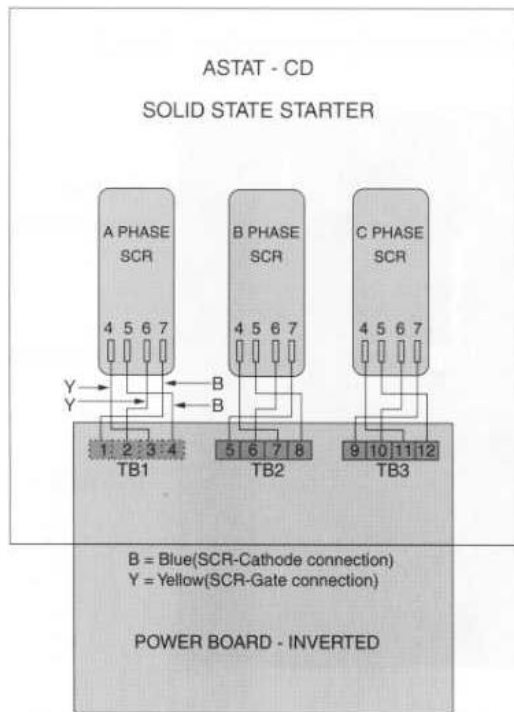 ASTAT - CD
SOLID STATE STARTER
A PHASE
SCR
B PHASE
SCR
C PHASE
SCR
4 5 6 7
4 5 6 7
4 5 6 7
Y
B
Y
B
1 2 3 4
5 6 7 8
9 10 11 12
TB1
TB2
TB3
B = Blue(SCR-Cathode connection)
Y = Yellow(SCR-Gate connection)
POWER BOARD - INVERTED